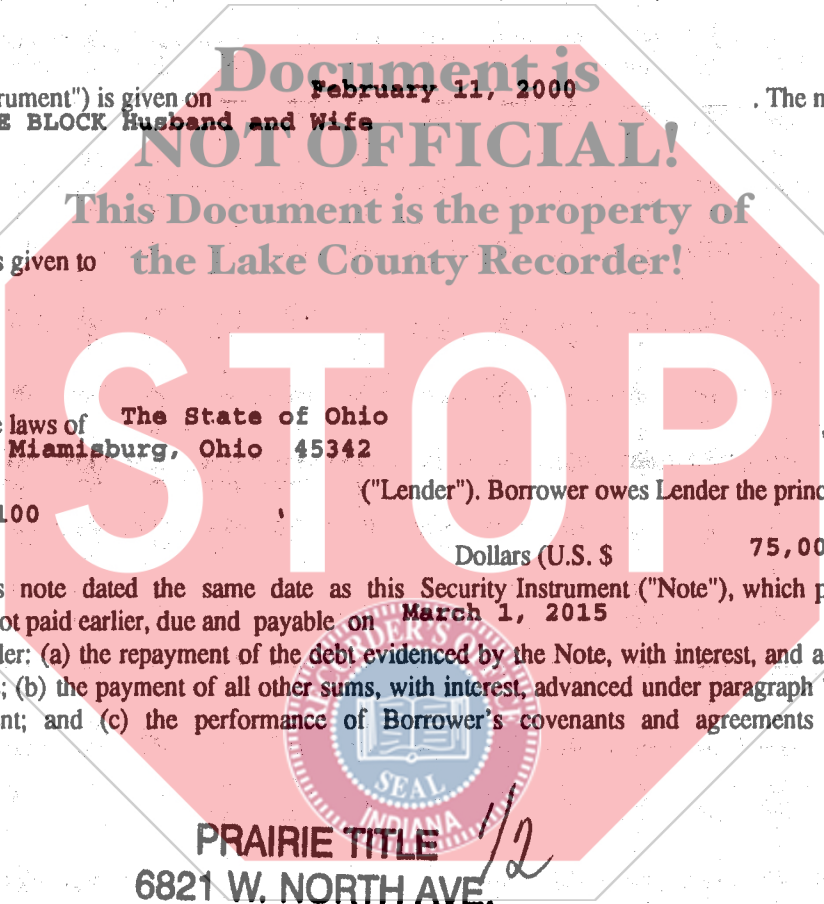 Document is
rument") is given on February 11, 2000 . The m
E BLOCK Husband and Wife
NOT OFFICIAL!
This Document is the property of
s given to
the Lake County Recorder!
STOP
e laws of The State of Ohio
Miamisburg, Ohio 45342
("Lender"). Borrower owes Lender the princ
100
Dollars (U.S. $ 75,00
s note dated the same date as this Security Instrument ("Note"), which p
ot paid earlier, due and payable on March 1, 2015
der: (a) the repayment of the debt evidenced by the Note, with interest, and a
; (b) the payment of all other sums, with interest, advanced under paragraph
nt; and (c) the performance of Borrower's covenants and agreements
RECORDER'S OFFICE
SEAL
INDIANA
PRAIRIE TITLE
6821 W. NORTH AVE.